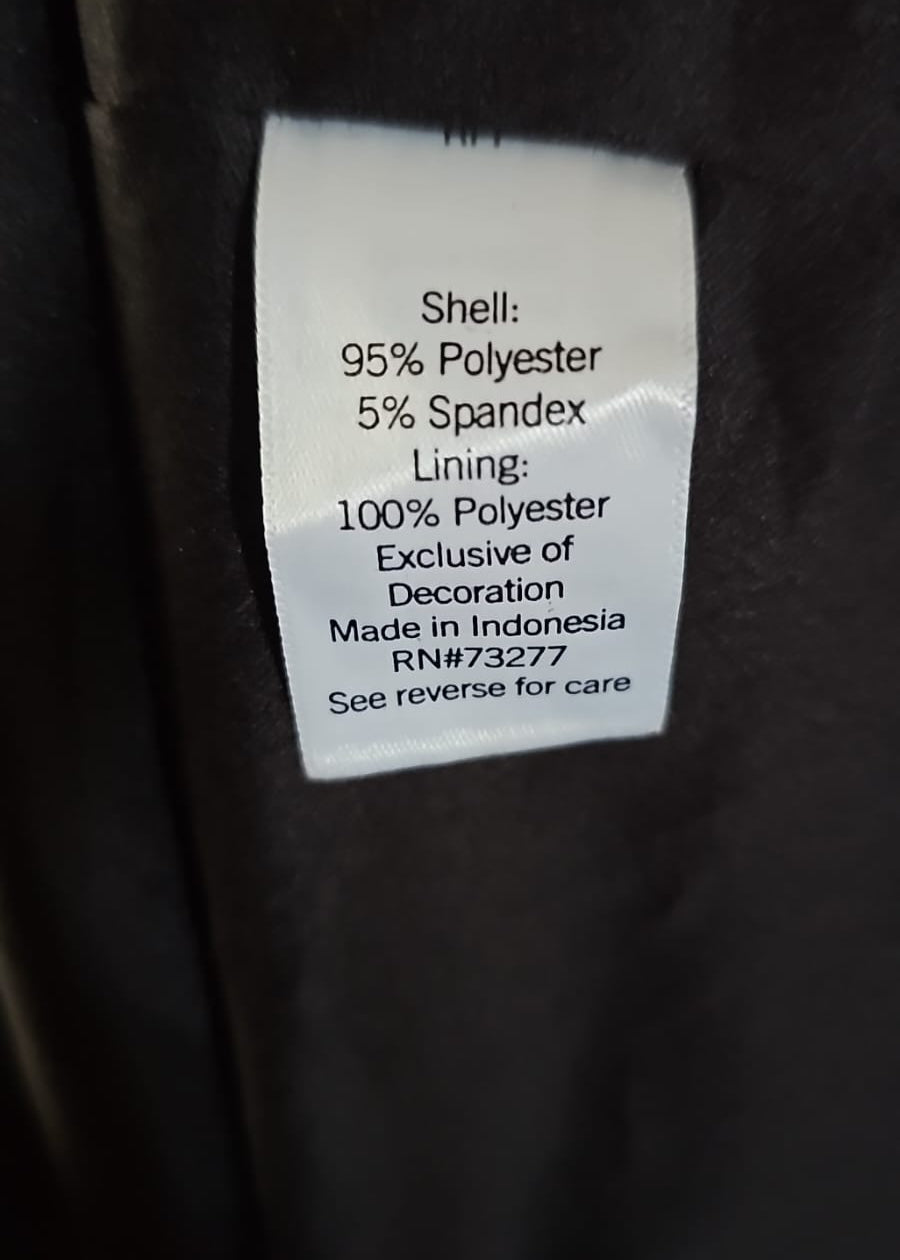 Shell:
95% Polyester
5% Spandex
Lining:
100% Polyester
Exclusive of
Decoration
Made in Indonesia
RN#73277
See reverse for care